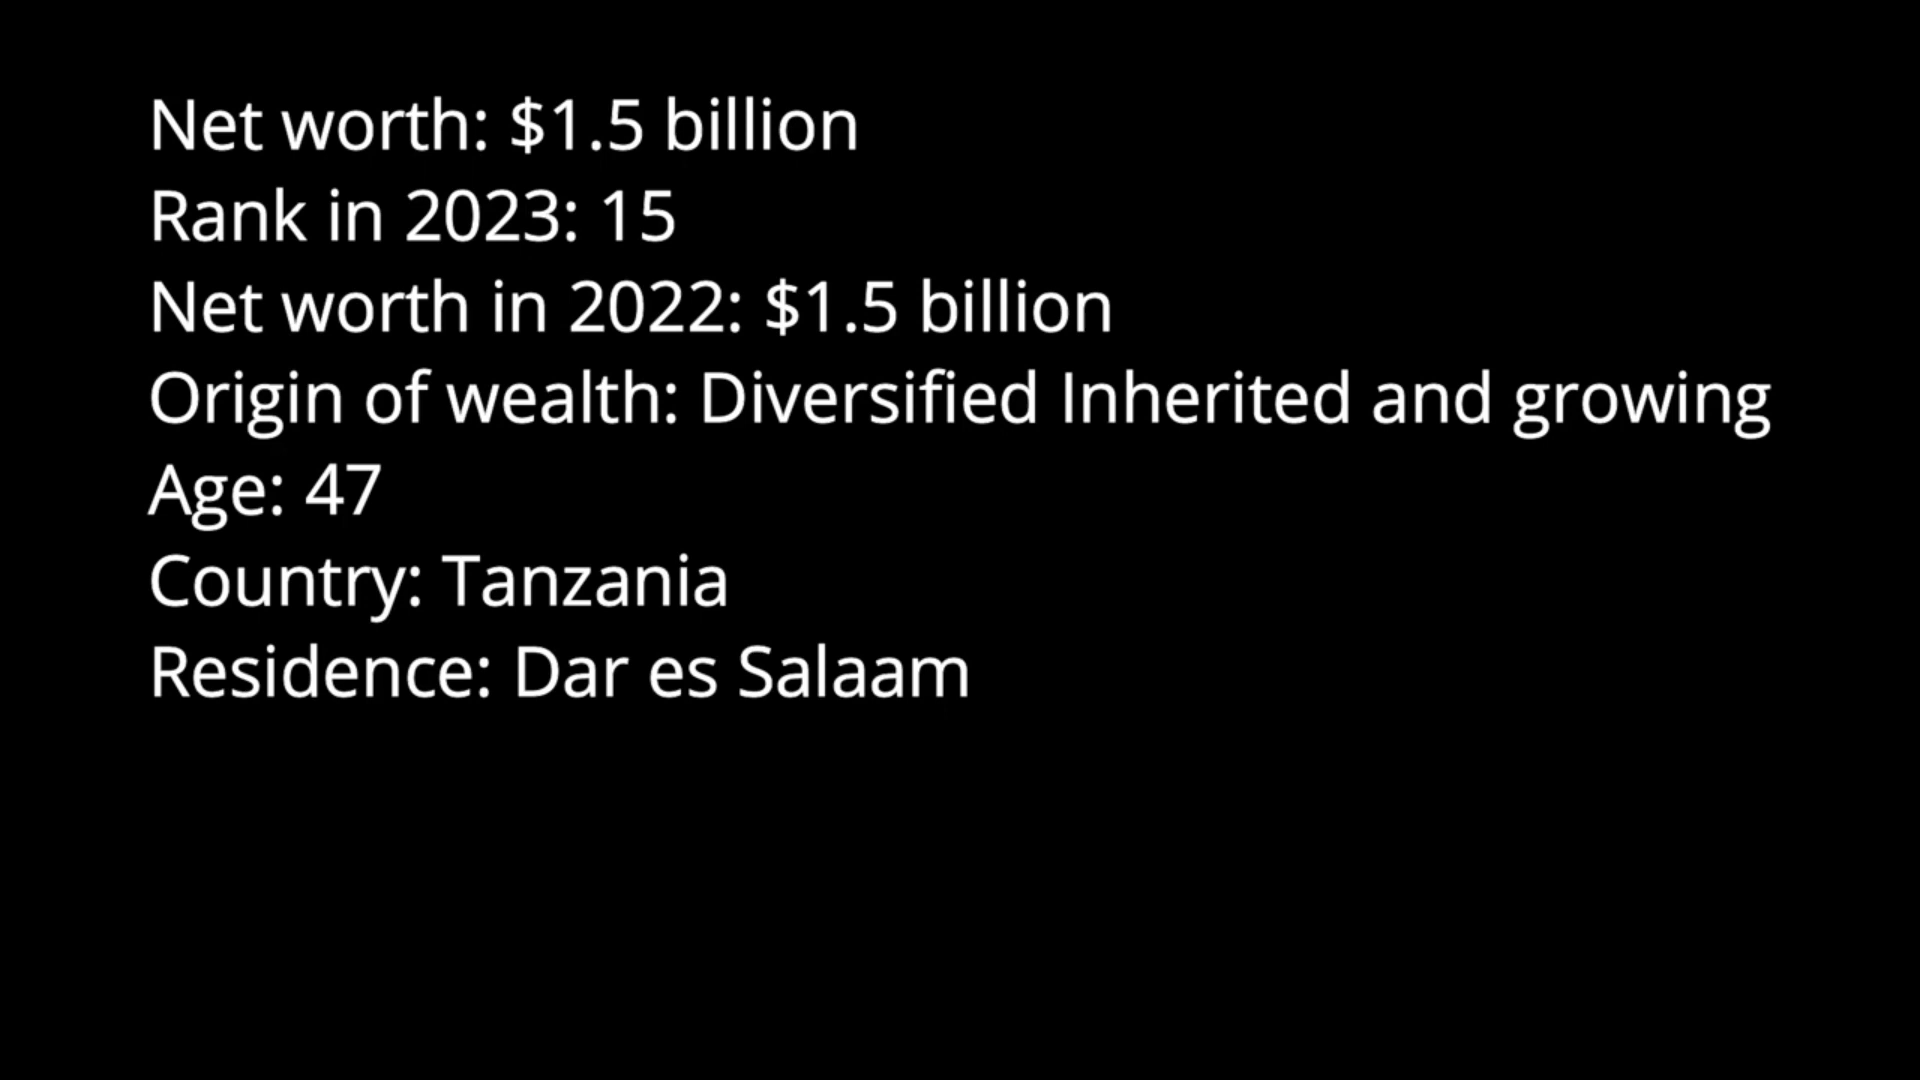 Net worth: $1.5 billion
Rank in 2023: 15
Net worth in 2022: $1.5 billion
Origin of wealth: Diversified Inherited and growing
Age: 47
Country: Tanzania
Residence: Dar es Salaam